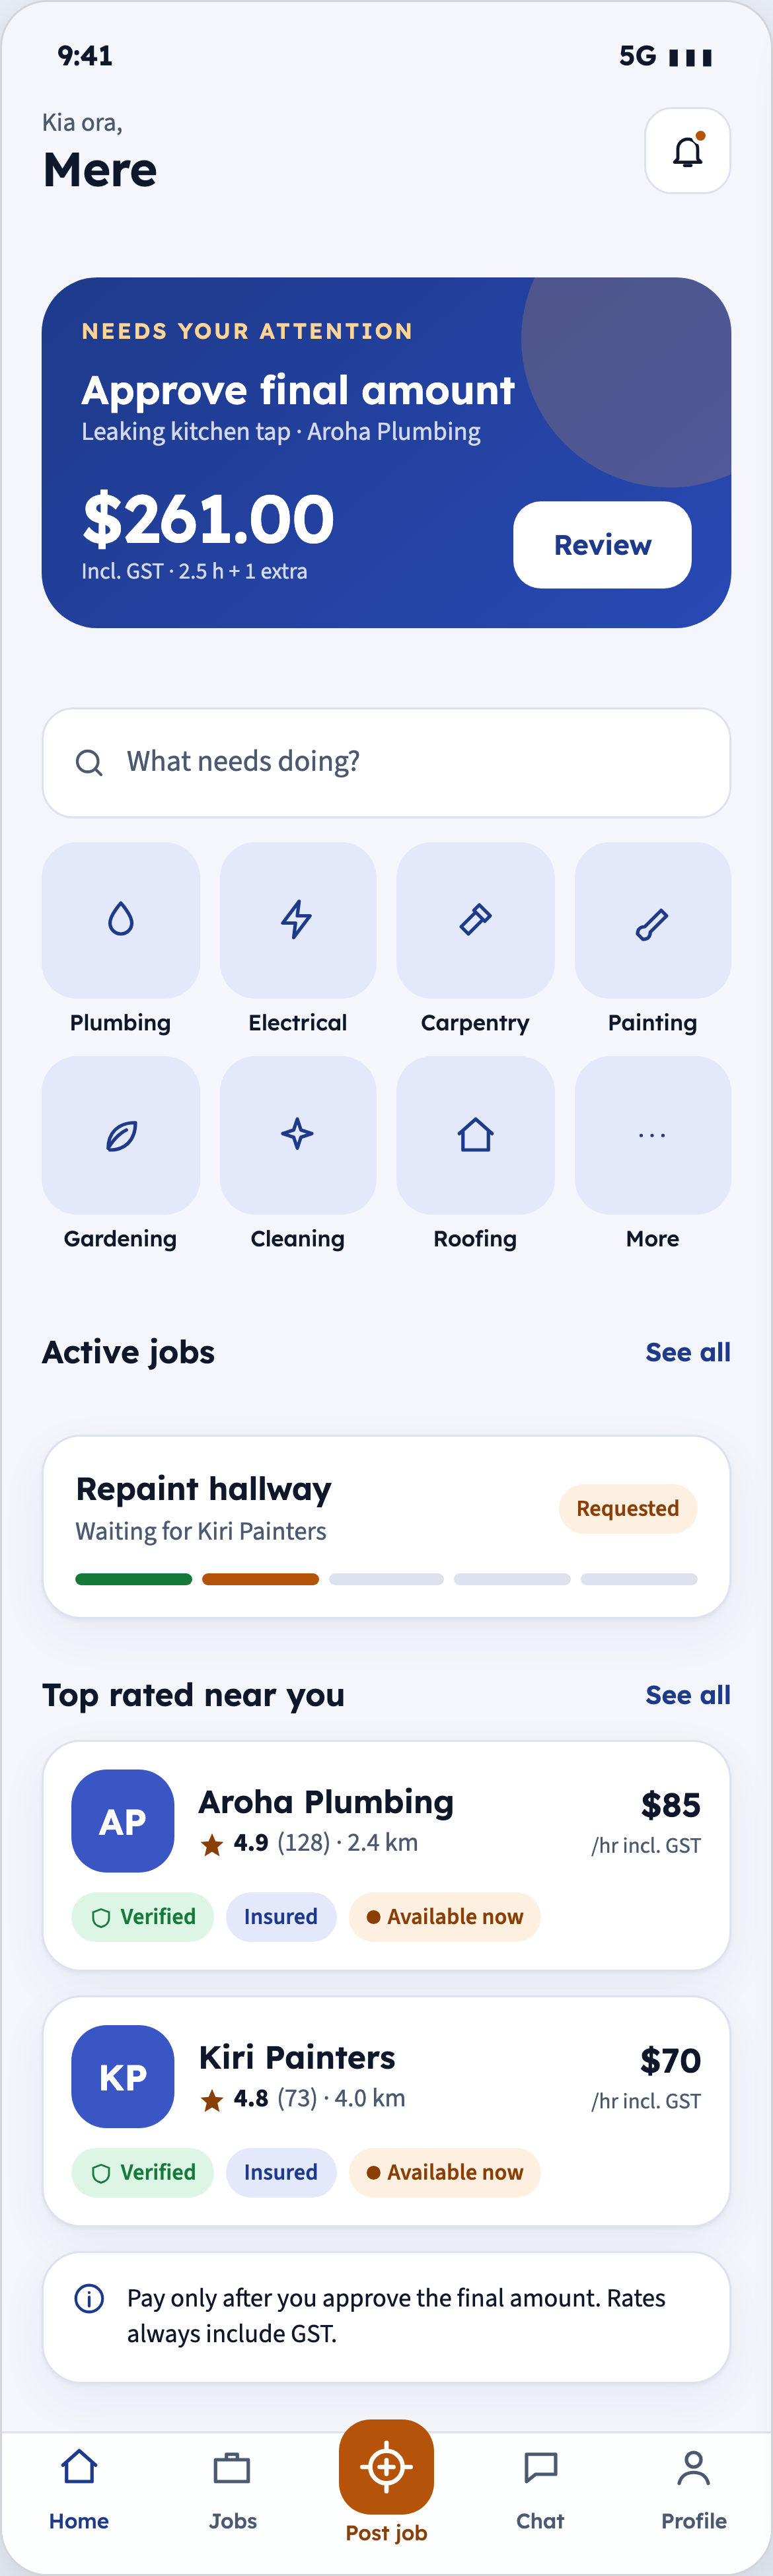 9:41
5G
Kia ora,
Mere
NEEDS YOUR ATTENTION
Approve final amount
Leaking kitchen tap · Aroha Plumbing
$261.00
Incl. GST · 2.5 h + 1 extra
Review
What needs doing?
Plumbing
Electrical
Carpentry
Painting
Gardening
Cleaning
Roofing
More
Active jobs
See all
Repaint hallway
Waiting for Kiri Painters
Requested
Top rated near you
See all
AP
Aroha Plumbing
4.9 (128) · 2.4 km
$85
/hr incl. GST
Verified
Insured
Available now
KP
Kiri Painters
4.8 (73) · 4.0 km
$70
/hr incl. GST
Verified
Insured
Available now
Pay only after you approve the final amount. Rates
always include GST.
Home
Jobs
Post job
Chat
Profile